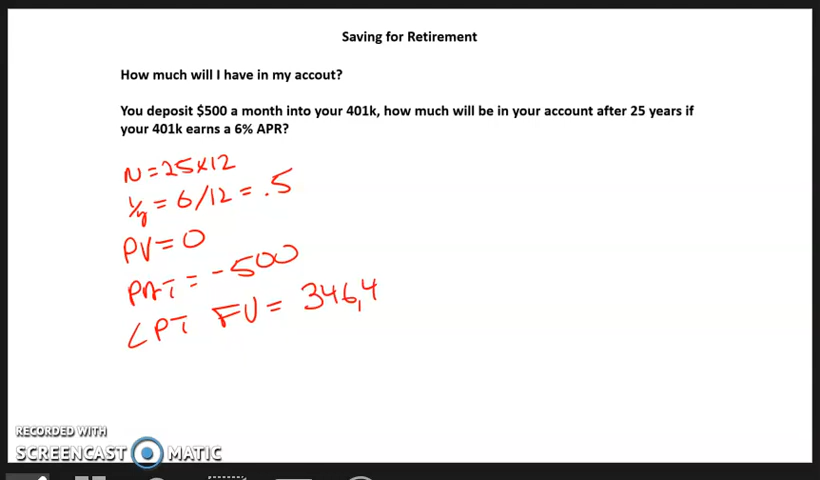 Saving for Retirement
How much will I have in my accout?
You deposit $500 a month into your 401k, how much will be in your account after 25 years if
your 401k earns a 6% APR?
N = 25x12
I/y = 6/12 = .5
PV = 0
PMT = -500
CPT FV = 346,4
RECORDED WITH
SCREENCAST MATIC